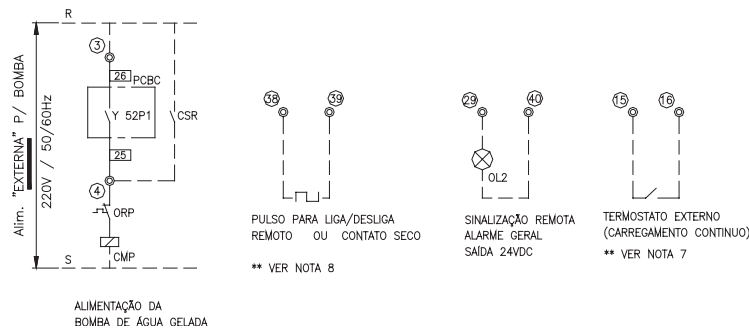 R
Alim. "EXTERNA" P/ BOMBA
220V / 50/60Hz
3
26 PCBC
Y 52P1
CSR
25
4
ORP
CMP
S
ALIMENTAÇÃO DA
BOMBA DE ÁGUA GELADA
38 39
PULSO PARA LIGA/DESLIGA
REMOTO OU CONTATO SECO
** VER NOTA 8
29 40
OL2
SINALIZAÇÃO REMOTA
ALARME GERAL
SAÍDA 24VDC
15 16
TERMOSTATO EXTERNO
(CARREGAMENTO CONTINUO)
** VER NOTA 7